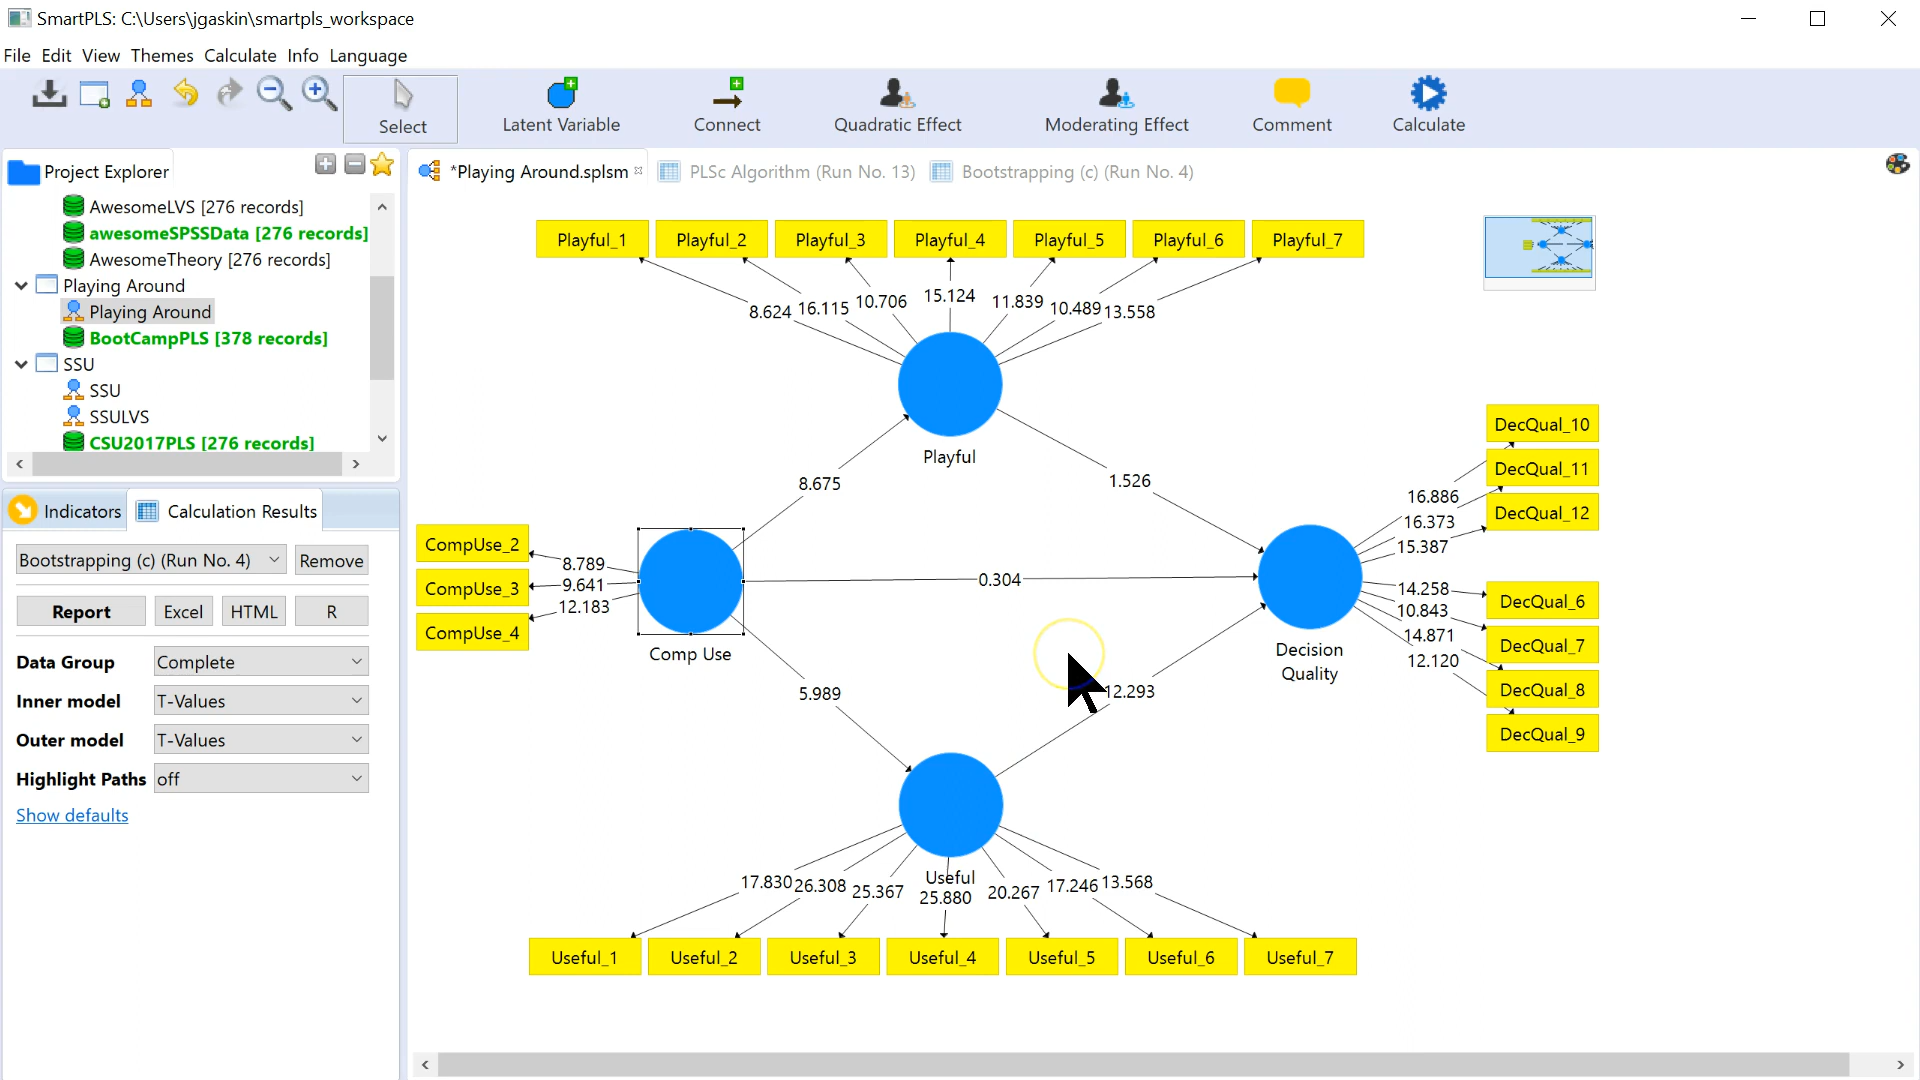 SmartPLS: C:\Users\jgaskin\smartpls_workspace
File Edit View Themes Calculate Info Language
Select
Latent Variable
Connect
Quadratic Effect
Moderating Effect
Comment
Calculate
Project Explorer
AwesomeLVS [276 records]
awesomeSPSSData [276 records]
AwesomeTheory [276 records]
Playing Around
Playing Around
BootCampPLS [378 records]
SSU
SSU
SSULVS
CSU2017PLS [276 records]
Indicators
Calculation Results
Bootstrapping (c) (Run No. 4)
Remove
Report Excel HTML R
Data Group Complete
Inner model T-Values
Outer model T-Values
Highlight Paths off
Show defaults
*Playing Around.splsm
PLSc Algorithm (Run No. 13)
Bootstrapping (c) (Run No. 4)
Playful_1 Playful_2 Playful_3 Playful_4 Playful_5 Playful_6 Playful_7
8.624 16.115 10.706 15.124 11.839 10.489 13.558
Playful
8.675
1.526
CompUse_2
CompUse_3
CompUse_4
8.789
9.641
12.183
Comp Use
0.304
5.989
12.293
Decision
Quality
16.886
16.373
15.387
14.258
10.843
14.871
12.120
DecQual_10
DecQual_11
DecQual_12
DecQual_6
DecQual_7
DecQual_8
DecQual_9
Useful
17.830 26.308 25.367 25.880 20.267 17.246 13.568
Useful_1 Useful_2 Useful_3 Useful_4 Useful_5 Useful_6 Useful_7